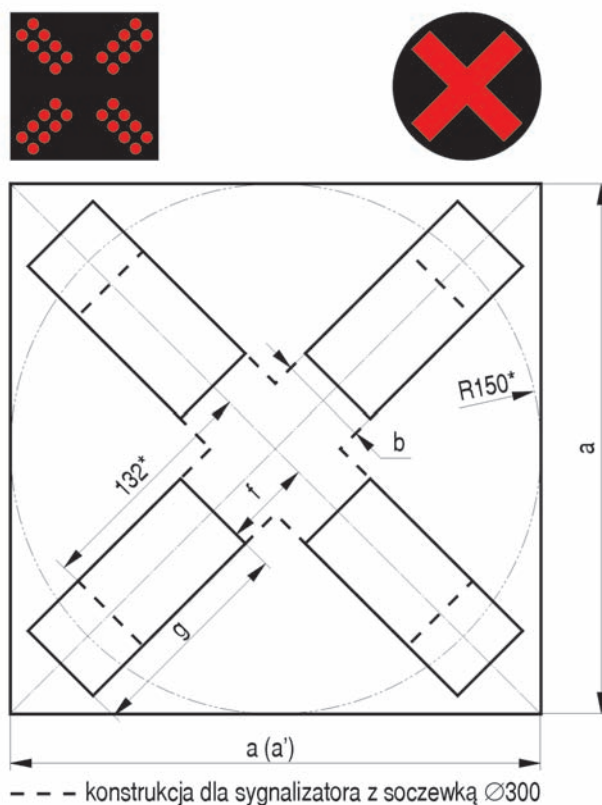 R150*
a
b
132*
f
g
a (a')
konstrukcja dla sygnalizatora z soczewką ∅300